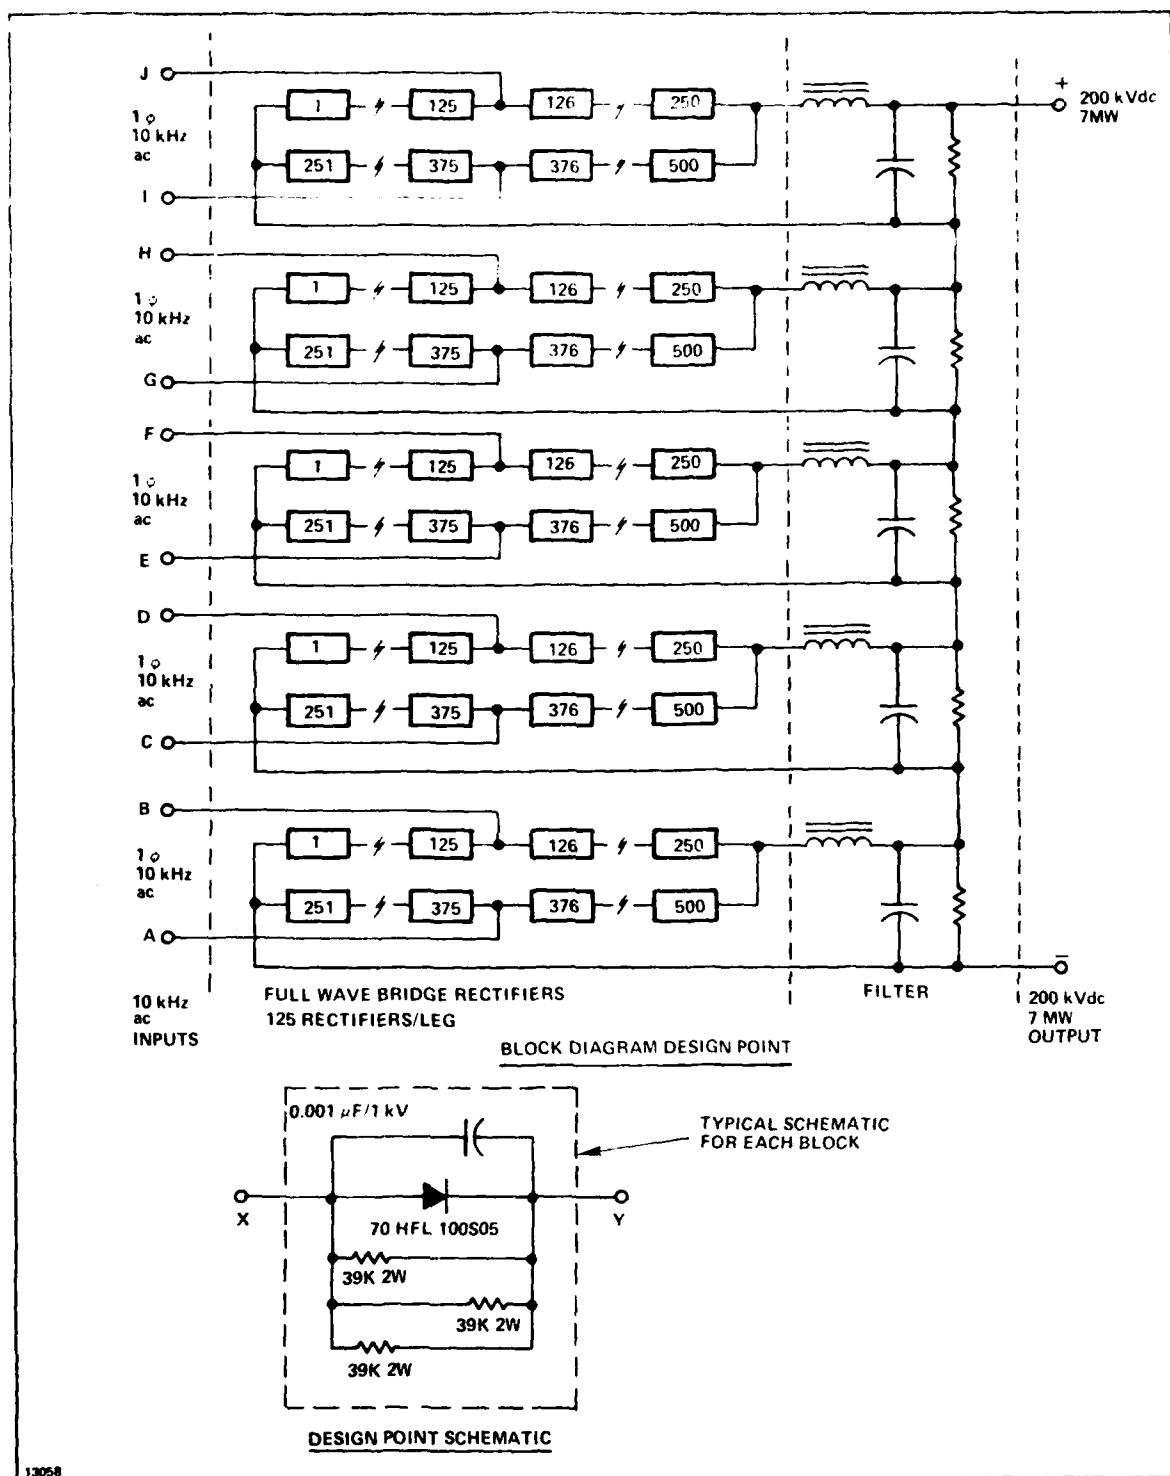 J
1 φ
10 kHz
ac
I
1 125 126 250
251 375 376 500
+
200 kVdc
7MW
H
1 φ
10 kHz
ac
G
1 125 126 250
251 375 376 500
F
1 φ
10 kHz
ac
E
1 125 126 250
251 375 376 500
D
1 φ
10 kHz
ac
C
1 125 126 250
251 375 376 500
B
1 φ
10 kHz
ac
A
1 125 126 250
251 375 376 500
10 kHz
ac
INPUTS
FULL WAVE BRIDGE RECTIFIERS
125 RECTIFIERS/LEG
FILTER
–
200 kVdc
7 MW
OUTPUT
BLOCK DIAGRAM DESIGN POINT
0.001 μF/1 kV
TYPICAL SCHEMATIC
FOR EACH BLOCK
X
Y
70 HFL 100S05
39K 2W
39K 2W
39K 2W
DESIGN POINT SCHEMATIC
13058